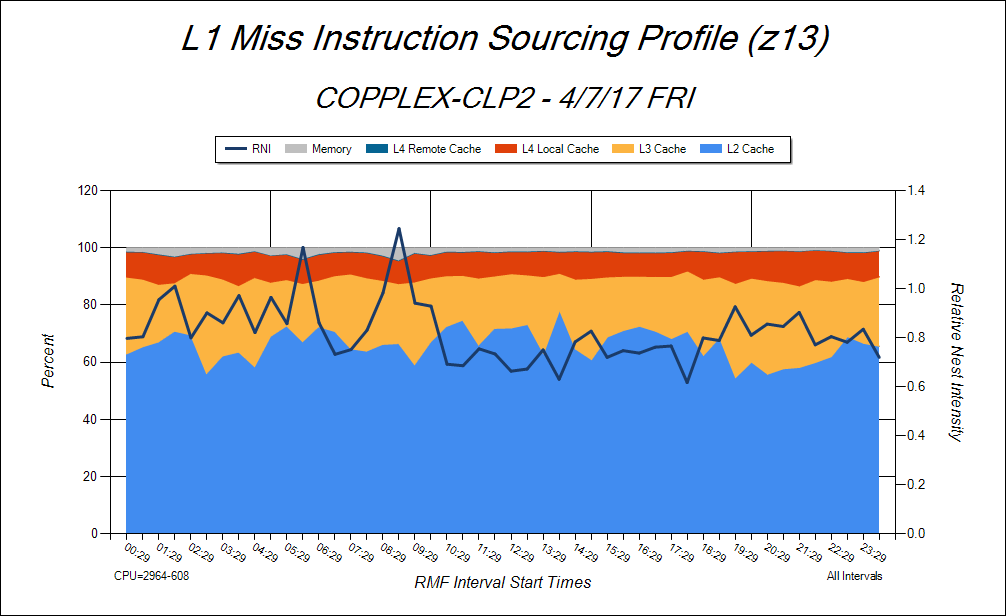 L1 Miss Instruction Sourcing Profile (z13)
COPPLEX-CLP2 - 4/7/17 FRI
RNI Memory L4 Remote Cache L4 Local Cache L3 Cache L2 Cache
120
100
80
60
40
20
0
Percent
1.4
1.2
1.0
0.8
0.6
0.4
0.2
0.0
Relative Nest Intensity
00:29 01:29 02:29 03:29 04:29 05:29 06:29 07:29 08:29 09:29 10:29 11:29 12:29 13:29 14:29 15:29 16:29 17:29 18:29 19:29 20:29 21:29 22:29 23:29
CPU=2964-608
RMF Interval Start Times
All Intervals